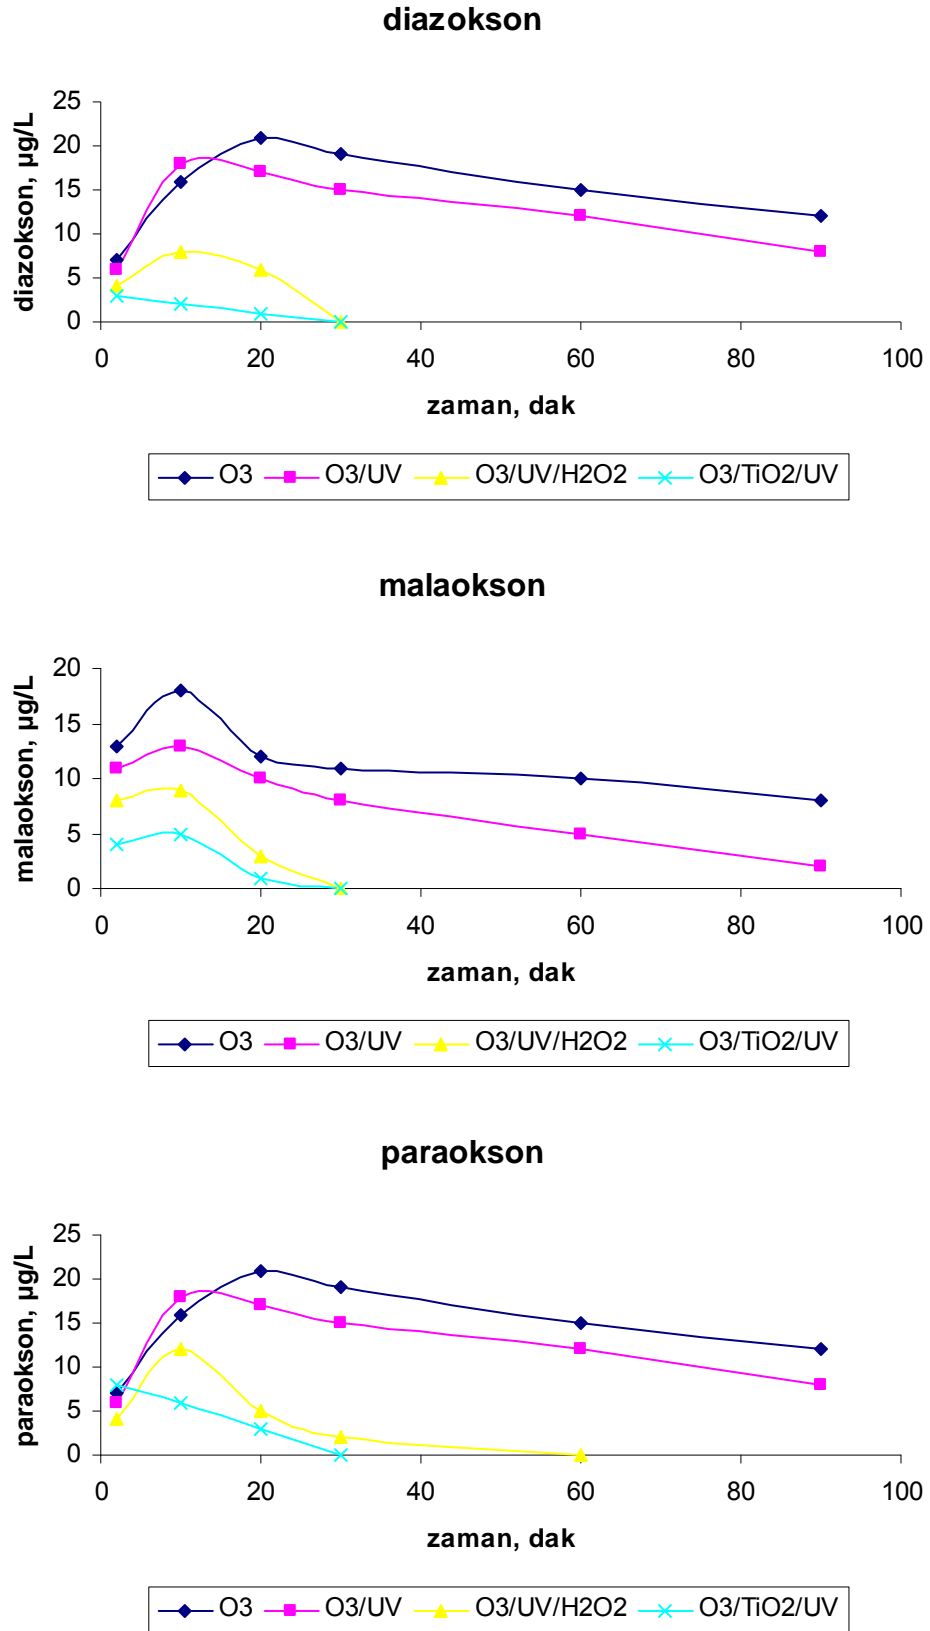 diazokson
diazokson, µg/L
25
20
15
10
5
0
0 20 40 60 80 100
zaman, dak
O3 O3/UV O3/UV/H2O2 O3/TiO2/UV
malaokson
malaokson, µg/L
20
15
10
5
0
0 20 40 60 80 100
zaman, dak
O3 O3/UV O3/UV/H2O2 O3/TiO2/UV
paraokson
paraokson, µg/L
25
20
15
10
5
0
0 20 40 60 80 100
zaman, dak
O3 O3/UV O3/UV/H2O2 O3/TiO2/UV